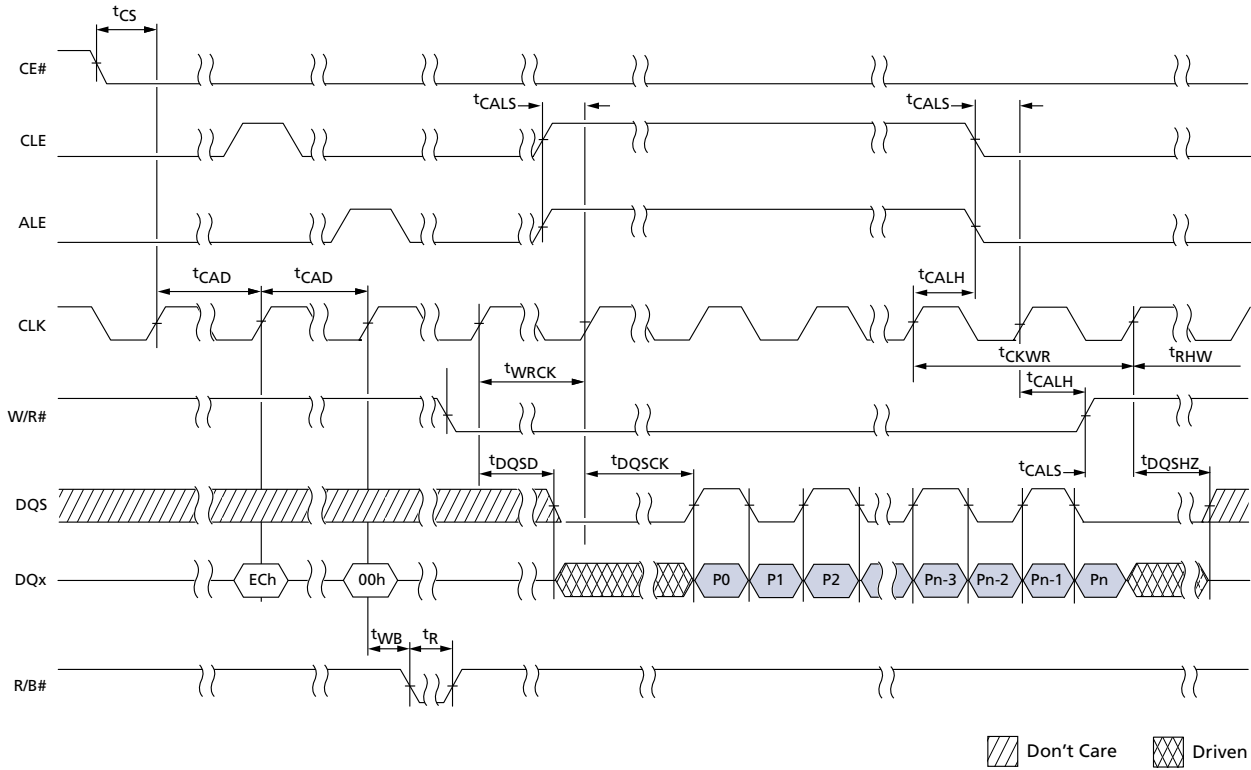 tCS
CE#
tCALS
tCALS
CLE
ALE
tCAD
tCAD
tCALH
CLK
tWRCK
tCKWR
tRHW
tCALH
W/R#
tDQSD
tDQSCK
tCALS
tDQSHZ
DQS
DQx
ECh
00h
P0
P1
P2
Pn-3
Pn-2
Pn-1
Pn
tWB
tR
R/B#
Don't Care
Driven